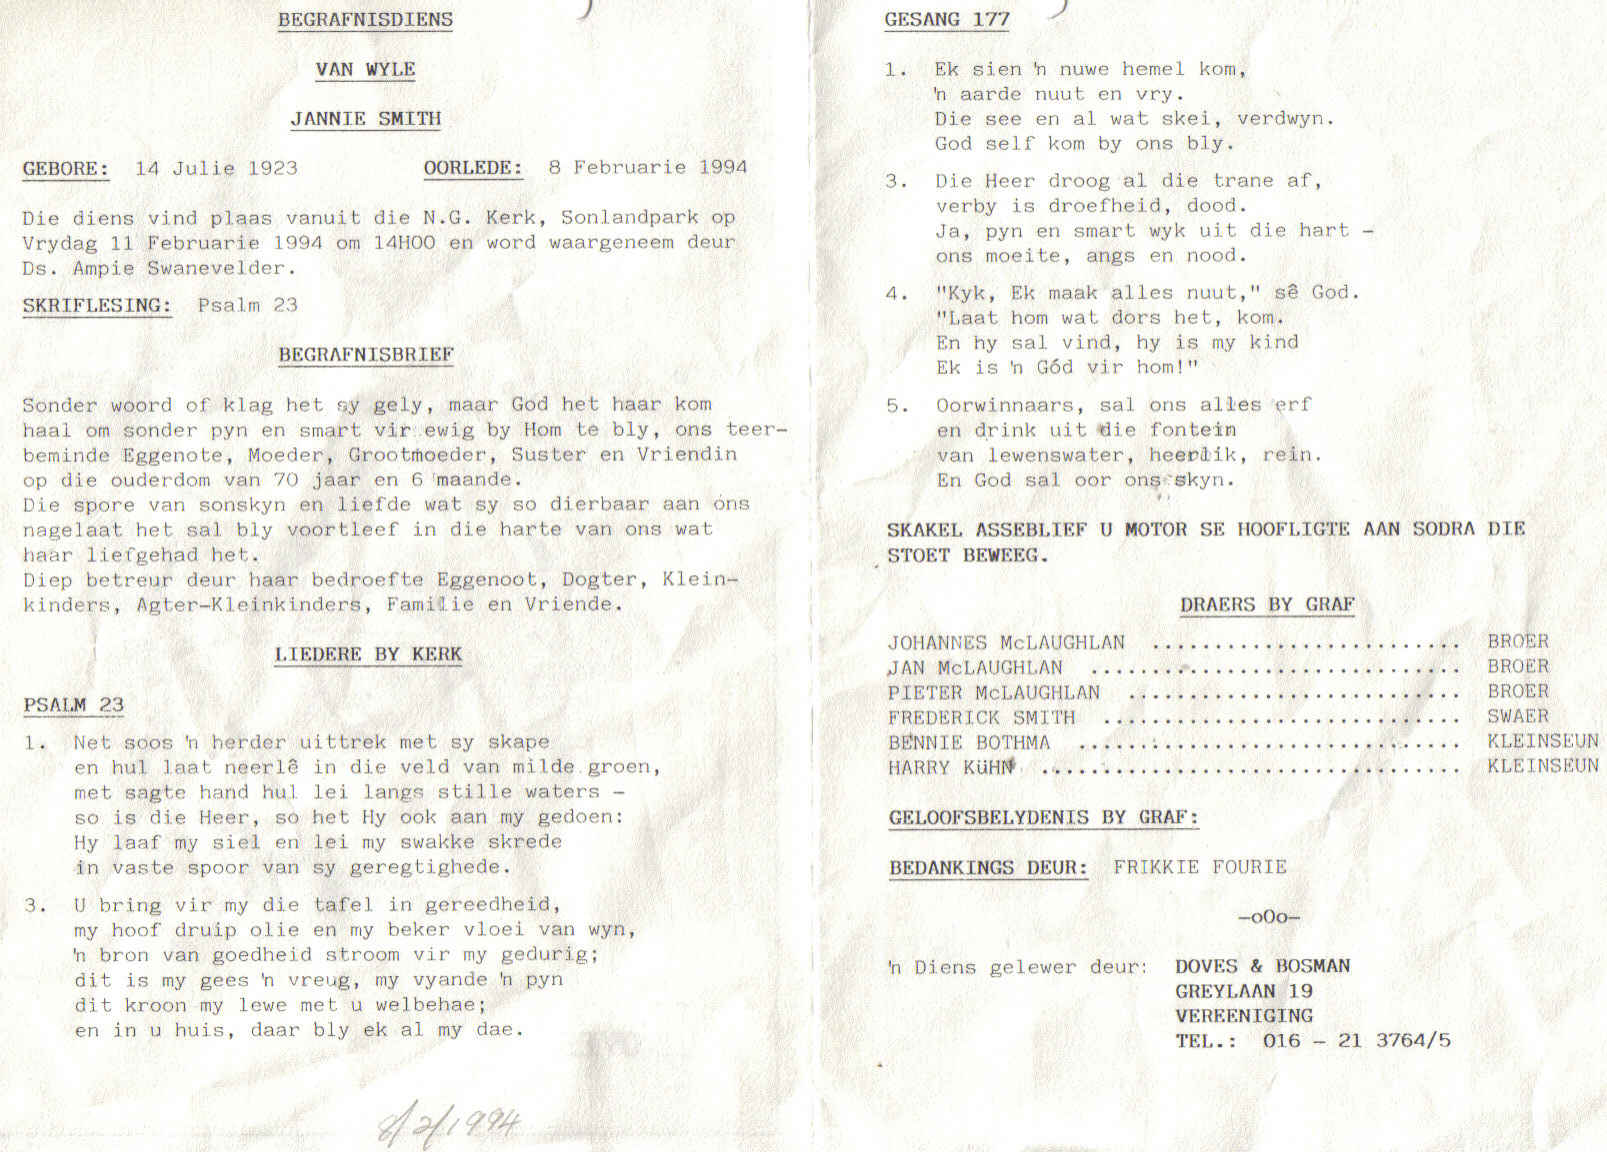 BEGRAFNISDIENS
VAN WYLE
JANNIE SMITH
GEBORE: 14 Julie 1923 OORLEDE: 8 Februarie 1994
Die diens vind plaas vanuit die N.G. Kerk, Sonlandpark op
Vrydag 11 Februarie 1994 om 14H00 en word waargeneem deur
Ds. Ampie Swanevelder.
SKRIFLESING: Psalm 23
BEGRAFNISBRIEF
Sonder woord of klag het sy gely, maar God het haar kom
haal om sonder pyn en smart vir ewig by Hom te bly, ons teer-
beminde Eggenote, Moeder, Grootmoeder, Suster en Vriendin
op die ouderdom van 70 jaar en 6 maande.
Die spore van sonskyn en liefde wat sy so dierbaar aan ons
nagelaat het sal bly voortleef in die harte van ons wat
haar liefgehad het.
Diep betreur deur haar bedroefte Eggenoot, Dogter, Klein-
kinders, Agter-Kleinkinders, Familie en Vriende.
LIEDERE BY KERK
PSALM 23
1. Net soos 'n herder uittrek met sy skape
en hul laat neerlê in die veld van milde groen,
met sagte hand hul lei langs stille waters -
so is die Heer, so het Hy ook aan my gedoen:
Hy laaf my siel en lei my swakke skrede
in vaste spoor van sy geregtighede.
3. U bring vir my die tafel in gereedheid,
my hoof druip olie en my beker vloei van wyn,
'n bron van goedheid stroom vir my gedurig;
dit is my gees 'n vreug, my vyande 'n pyn
dit kroon my lewe met u welbehae;
en in u huis, daar bly ek al my dae.
8/2/1994
GESANG 177
1. Ek sien 'n nuwe hemel kom,
'n aarde nuut en vry.
Die see en al wat skei, verdwyn.
God self kom by ons bly.
3. Die Heer droog al die trane af,
verby is droefheid, dood.
Ja, pyn en smart wyk uit die hart -
ons moeite, angs en nood.
4. "Kyk, Ek maak alles nuut," sê God.
"Laat hom wat dors het, kom.
En hy sal vind, hy is my kind
Ek is 'n Gód vir hom!"
5. Oorwinnaars, sal ons alles erf
en drink uit die fontein
van lewenswater, heerlik, rein.
En God sal oor ons skyn.
SKAKEL ASSEBLIEF U MOTOR SE HOOFLIGTE AAN SODRA DIE
STOET BEWEEG.
DRAERS BY GRAF
JOHANNES McLAUGHLAN ......................... BROER
JAN McLAUGHLAN .............................. BROER
PIETER McLAUGHLAN ........................... BROER
FREDERICK SMITH ............................. SWAER
BENNIE BOTHMA ............................... KLEINSEUN
HARRY KüHN .................................. KLEINSEUN
GELOOFSBELYDENIS BY GRAF:
BEDANKINGS DEUR: FRIKKIE FOURIE
-oOo-
'n Diens gelewer deur: DOVES & BOSMAN
GREYLAAN 19
VEREENIGING
TEL.: 016 - 21 3764/5